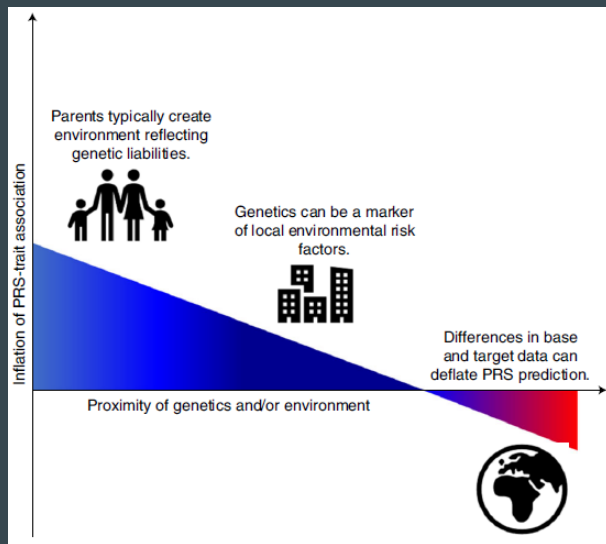 Parents typically create
environment reflecting
genetic liabilities.
Genetics can be a marker
of local environmental risk
factors.
Differences in base
and target data can
deflate PRS prediction.
Inflation of PRS-trait association
Proximity of genetics and/or environment